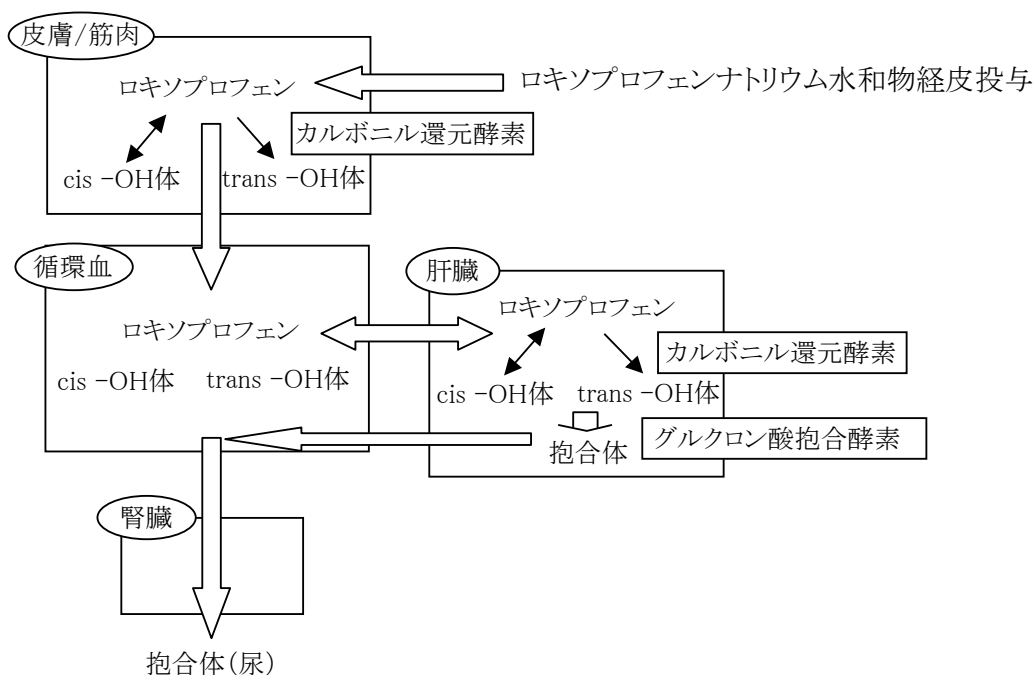 皮膚/筋肉
ロキソプロフェン
ロキソプロフェンナトリウム水和物経皮投与
カルボニル還元酵素
cis -OH体
trans -OH体
循環血
ロキソプロフェン
cis -OH体
trans -OH体
肝臓
ロキソプロフェン
カルボニル還元酵素
cis -OH体
trans -OH体
グルクロン酸抱合酵素
抱合体
腎臓
抱合体(尿)